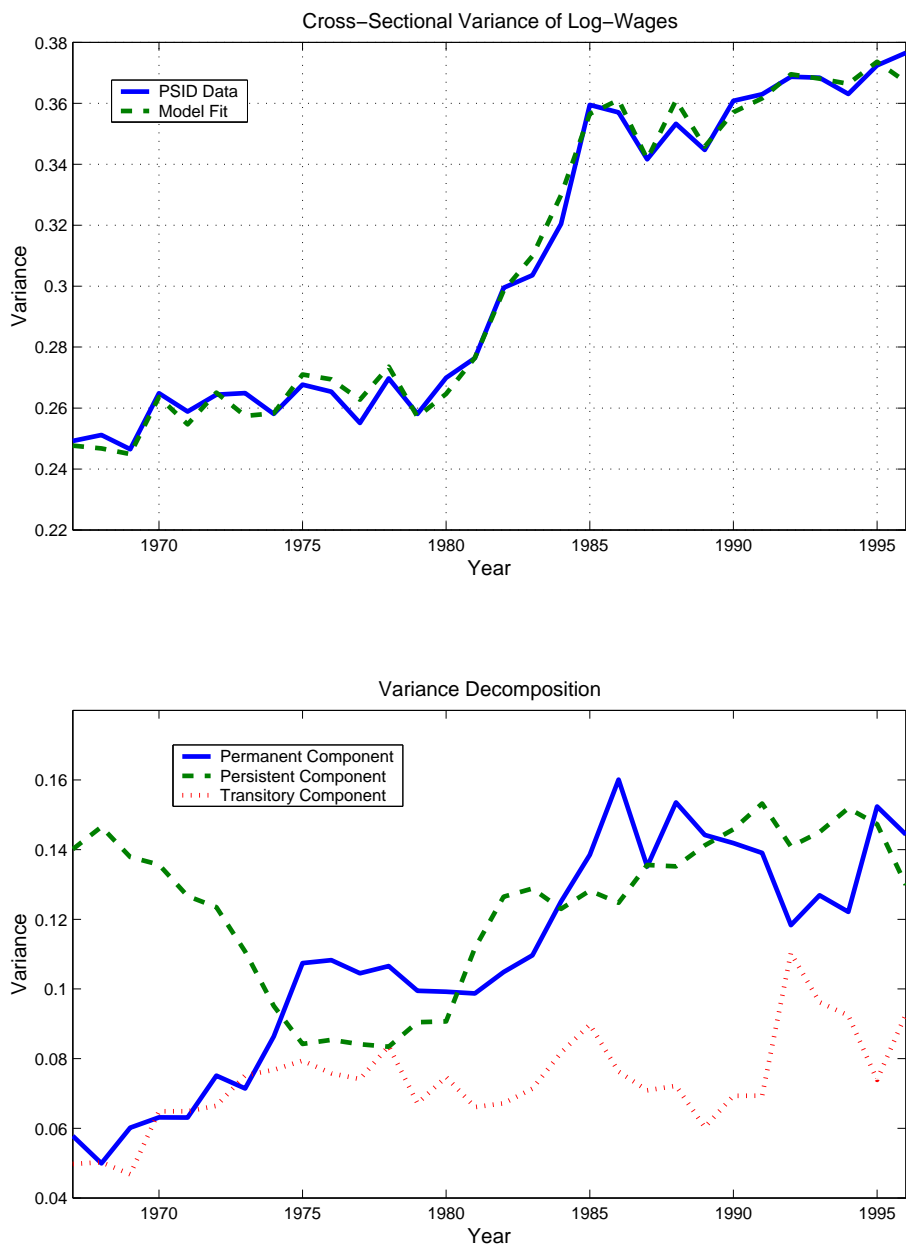 Cross−Sectional Variance of Log−Wages
0.38
0.36
0.34
0.32
0.3
0.28
0.26
0.24
0.22
Variance
PSID Data
Model Fit
1970 1975 1980 1985 1990 1995
Year
Variance Decomposition
0.16
0.14
0.12
0.1
0.08
0.06
0.04
Variance
Permanent Component
Persistent Component
Transitory Component
1970 1975 1980 1985 1990 1995
Year